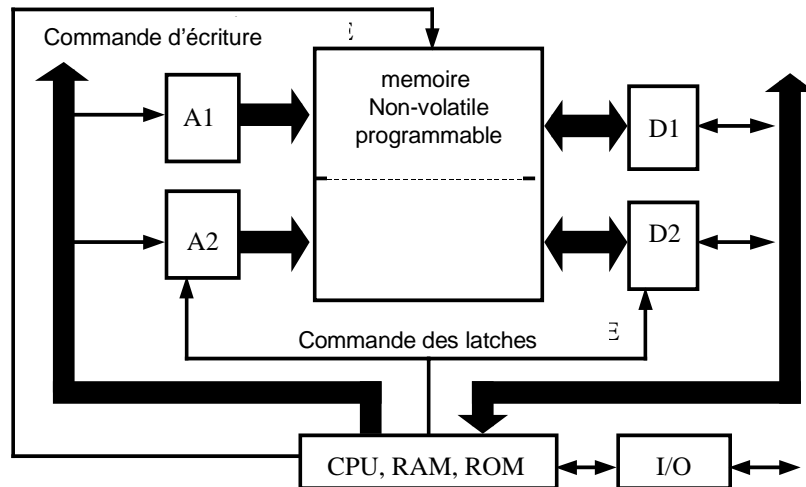 Commande d'écriture
E
memoire
Non-volatile
programmable
A1
D1
A2
D2
Commande des latches
E
CPU, RAM, ROM
I/O